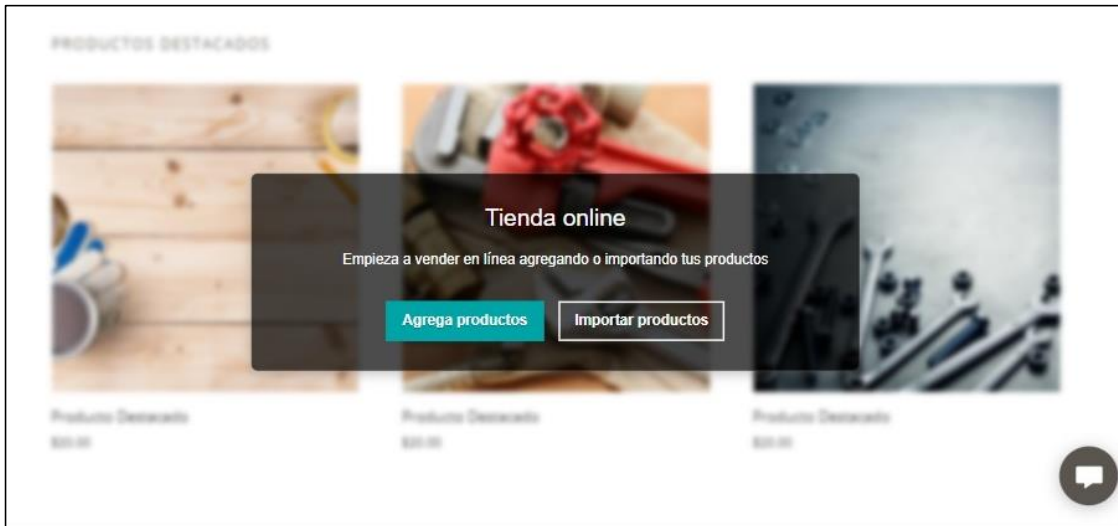 PRODUCTOS DESTACADOS
Tienda online
Empieza a vender en línea agregando o importando tus productos
Agrega productos
Importar productos
Producto Destacado
Producto Destacado
Producto Destacado